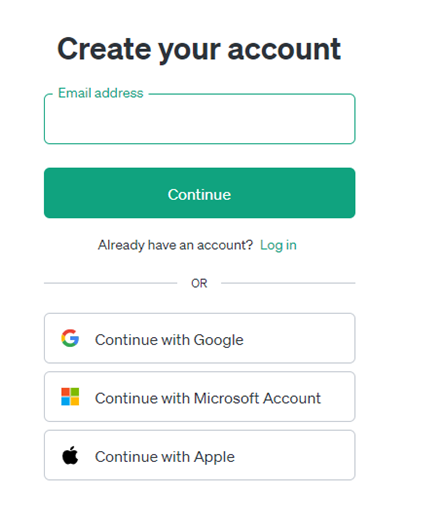 Create your account
Email address
Continue
Already have an account? Log in
OR
Continue with Google
Continue with Microsoft Account
Continue with Apple